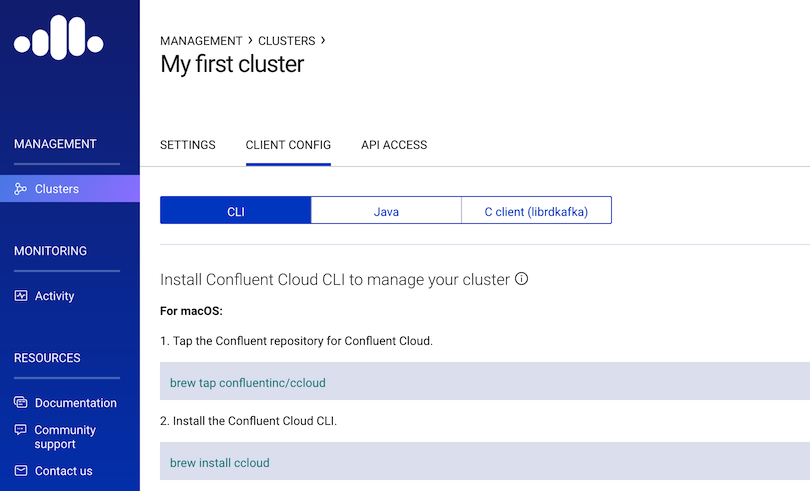 MANAGEMENT > CLUSTERS >
My first cluster
MANAGEMENT
Clusters
MONITORING
Activity
RESOURCES
Documentation
Community
support
Contact us
SETTINGS CLIENT CONFIG API ACCESS
CLI Java C client (librdkafka)
Install Confluent Cloud CLI to manage your cluster
For macOS:
1. Tap the Confluent repository for Confluent Cloud.
brew tap confluentinc/ccloud
2. Install the Confluent Cloud CLI.
brew install ccloud